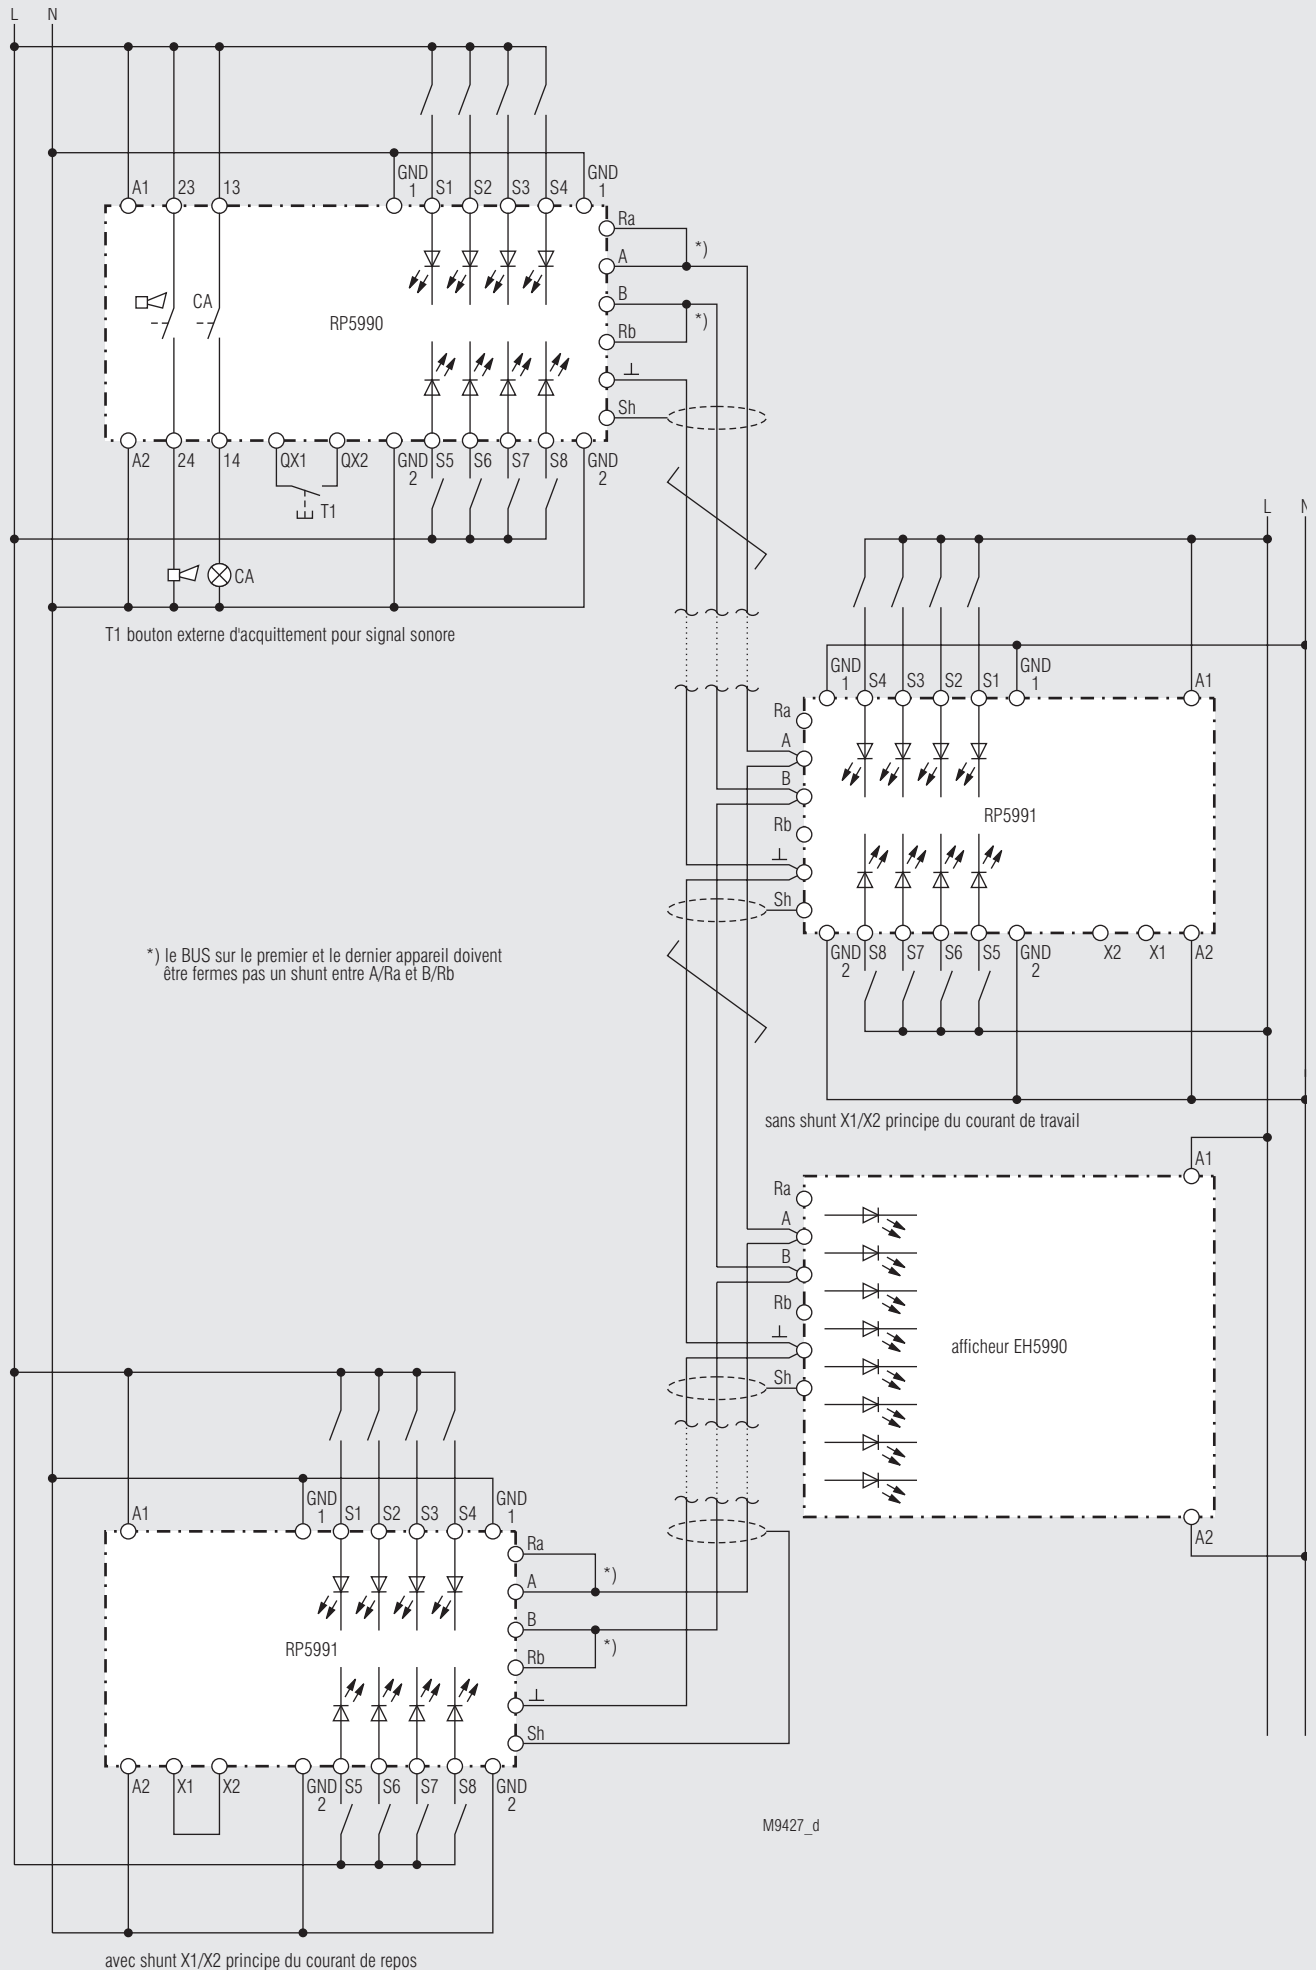 L N
GND 1 S1 S2 S3 S4 GND 1
A1 23 13
Ra
*)
A
CA
B
*)
RP5990
Rb
⊥
Sh
A2 24 14 QX1 QX2 GND 2 S5 S6 S7 S8 GND 2
T1
CA
T1 bouton externe d'acquittement pour signal sonore
L N
GND 1 S4 S3 S2 S1 GND 1 A1
Ra
A
B
RP5991
Rb
⊥
Sh
GND 2 S8 S7 S6 S5 GND 2 X2 X1 A2
*) le BUS sur le premier et le dernier appareil doivent
être fermes pas un shunt entre A/Ra et B/Rb
sans shunt X1/X2 principe du courant de travail
A1
Ra
A
B
Rb
⊥
afficheur EH5990
Sh
A2
A1 GND 1 S1 S2 S3 S4 GND 1
Ra
*)
A
B
*)
RP5991
Rb
⊥
Sh
A2 X1 X2 GND 2 S5 S6 S7 S8 GND 2
M9427_d
avec shunt X1/X2 principe du courant de repos